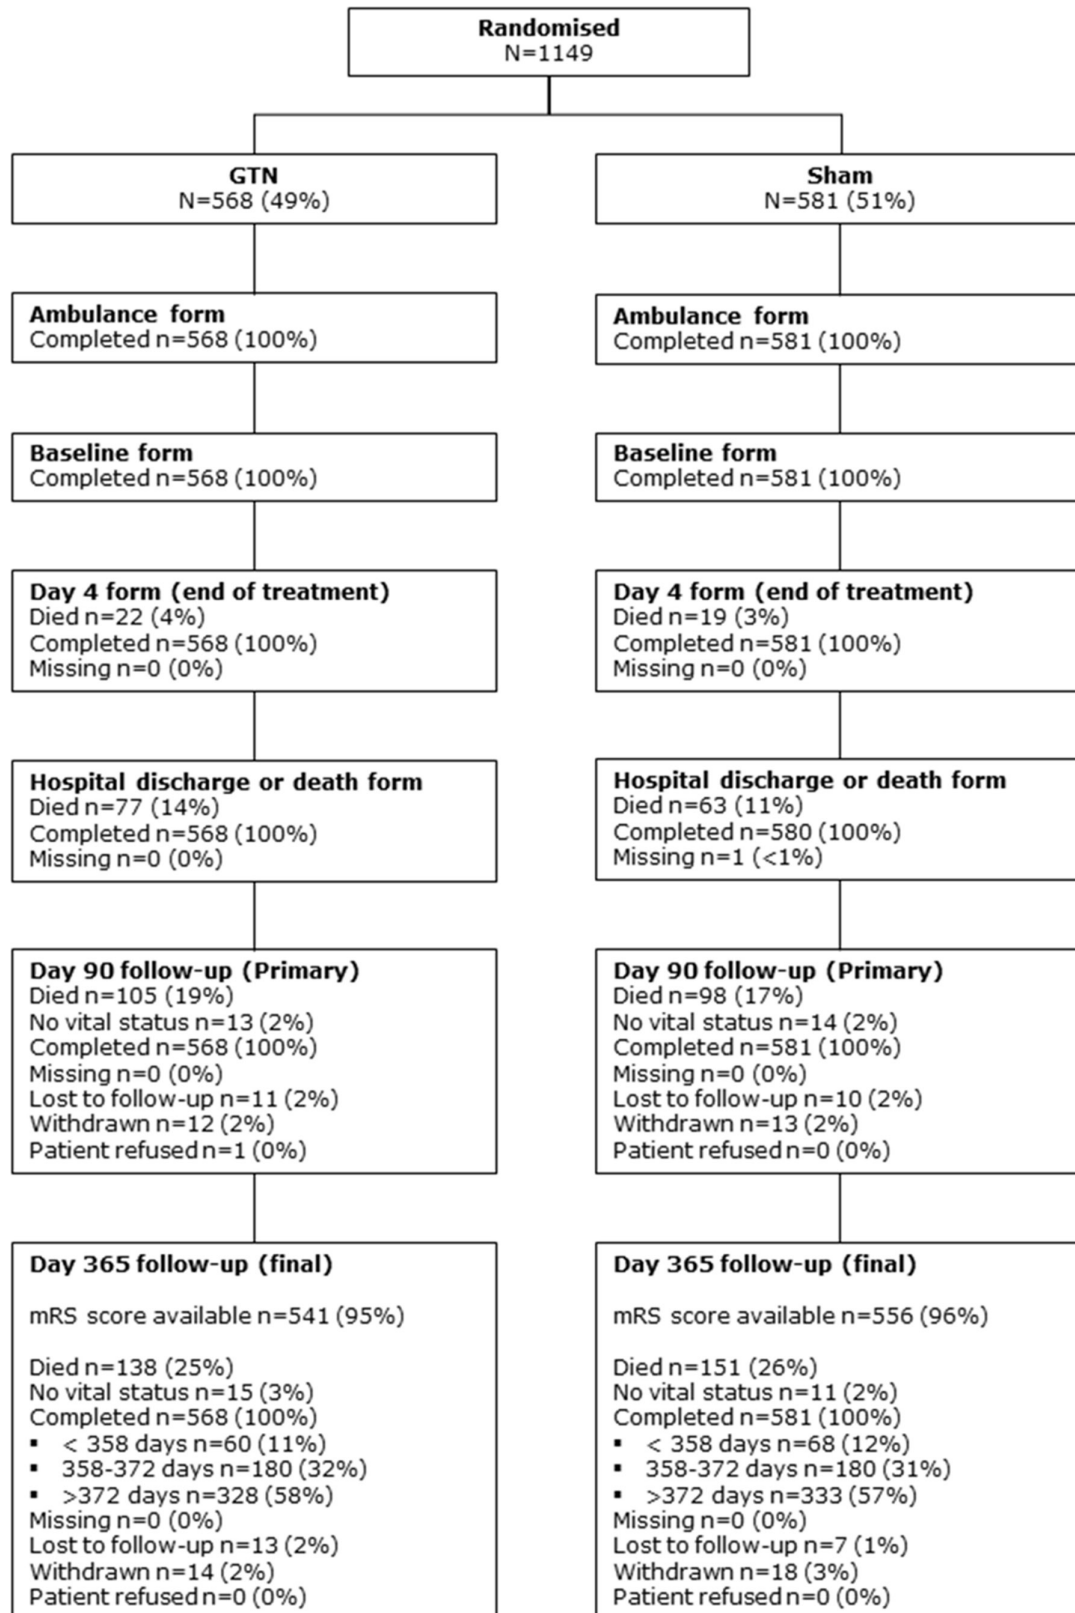 Randomised
N=1149
GTN
N=568 (49%)
Sham
N=581 (51%)
Ambulance form
Completed n=568 (100%)
Ambulance form
Completed n=581 (100%)
Baseline form
Completed n=568 (100%)
Baseline form
Completed n=581 (100%)
Day 4 form (end of treatment)
Died n=22 (4%)
Completed n=568 (100%)
Missing n=0 (0%)
Day 4 form (end of treatment)
Died n=19 (3%)
Completed n=581 (100%)
Missing n=0 (0%)
Hospital discharge or death form
Died n=77 (14%)
Completed n=568 (100%)
Missing n=0 (0%)
Hospital discharge or death form
Died n=63 (11%)
Completed n=580 (100%)
Missing n=1 (<1%)
Day 90 follow-up (Primary)
Died n=105 (19%)
No vital status n=13 (2%)
Completed n=568 (100%)
Missing n=0 (0%)
Lost to follow-up n=11 (2%)
Withdrawn n=12 (2%)
Patient refused n=1 (0%)
Day 90 follow-up (Primary)
Died n=98 (17%)
No vital status n=14 (2%)
Completed n=581 (100%)
Missing n=0 (0%)
Lost to follow-up n=10 (2%)
Withdrawn n=13 (2%)
Patient refused n=0 (0%)
Day 365 follow-up (final)
mRS score available n=541 (95%)
Died n=138 (25%)
No vital status n=15 (3%)
Completed n=568 (100%)
▪ < 358 days n=60 (11%)
▪ 358-372 days n=180 (32%)
▪ >372 days n=328 (58%)
Missing n=0 (0%)
Lost to follow-up n=13 (2%)
Withdrawn n=14 (2%)
Patient refused n=0 (0%)
Day 365 follow-up (final)
mRS score available n=556 (96%)
Died n=151 (26%)
No vital status n=11 (2%)
Completed n=581 (100%)
▪ < 358 days n=68 (12%)
▪ 358-372 days n=180 (31%)
▪ >372 days n=333 (57%)
Missing n=0 (0%)
Lost to follow-up n=7 (1%)
Withdrawn n=18 (3%)
Patient refused n=0 (0%)